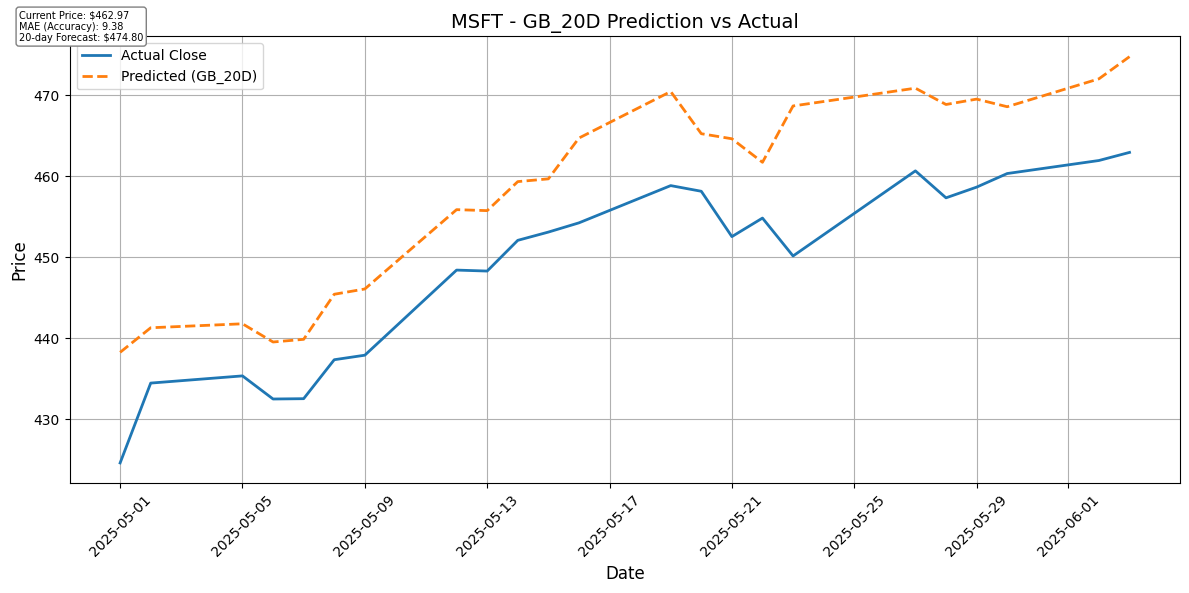 MSFT - GB_20D Prediction vs Actual
Current Price: $462.97
MAE (Accuracy): 9.38
20-day Forecast: $474.80
Actual Close
Predicted (GB_20D)
Price
470
460
450
440
430
2025-05-01
2025-05-05
2025-05-09
2025-05-13
2025-05-17
2025-05-21
2025-05-25
2025-05-29
2025-06-01
Date